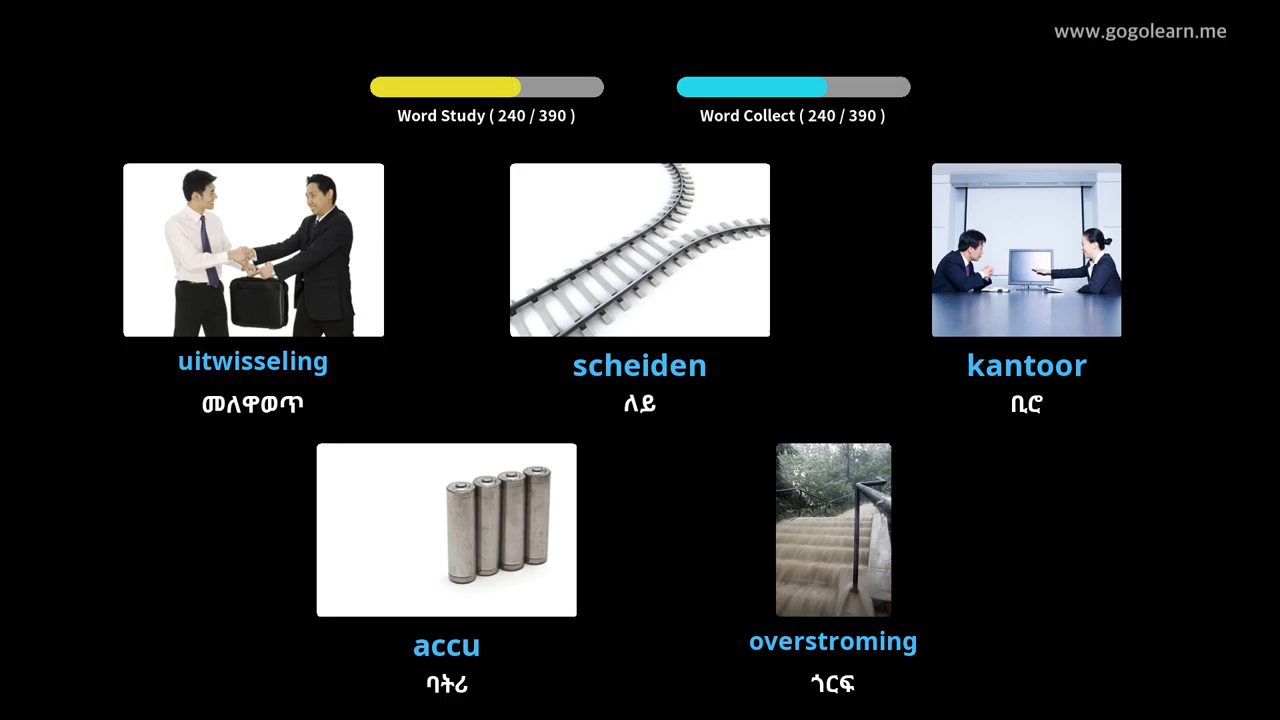 www.gogolearn.me
Word Study ( 240 / 390 )
Word Collect ( 240 / 390 )
uitwisseling
scheiden
kantoor
መለዋወጥ
ለይ
ቢሮ
accu
overstroming
ባትሪ
ጎርፍ